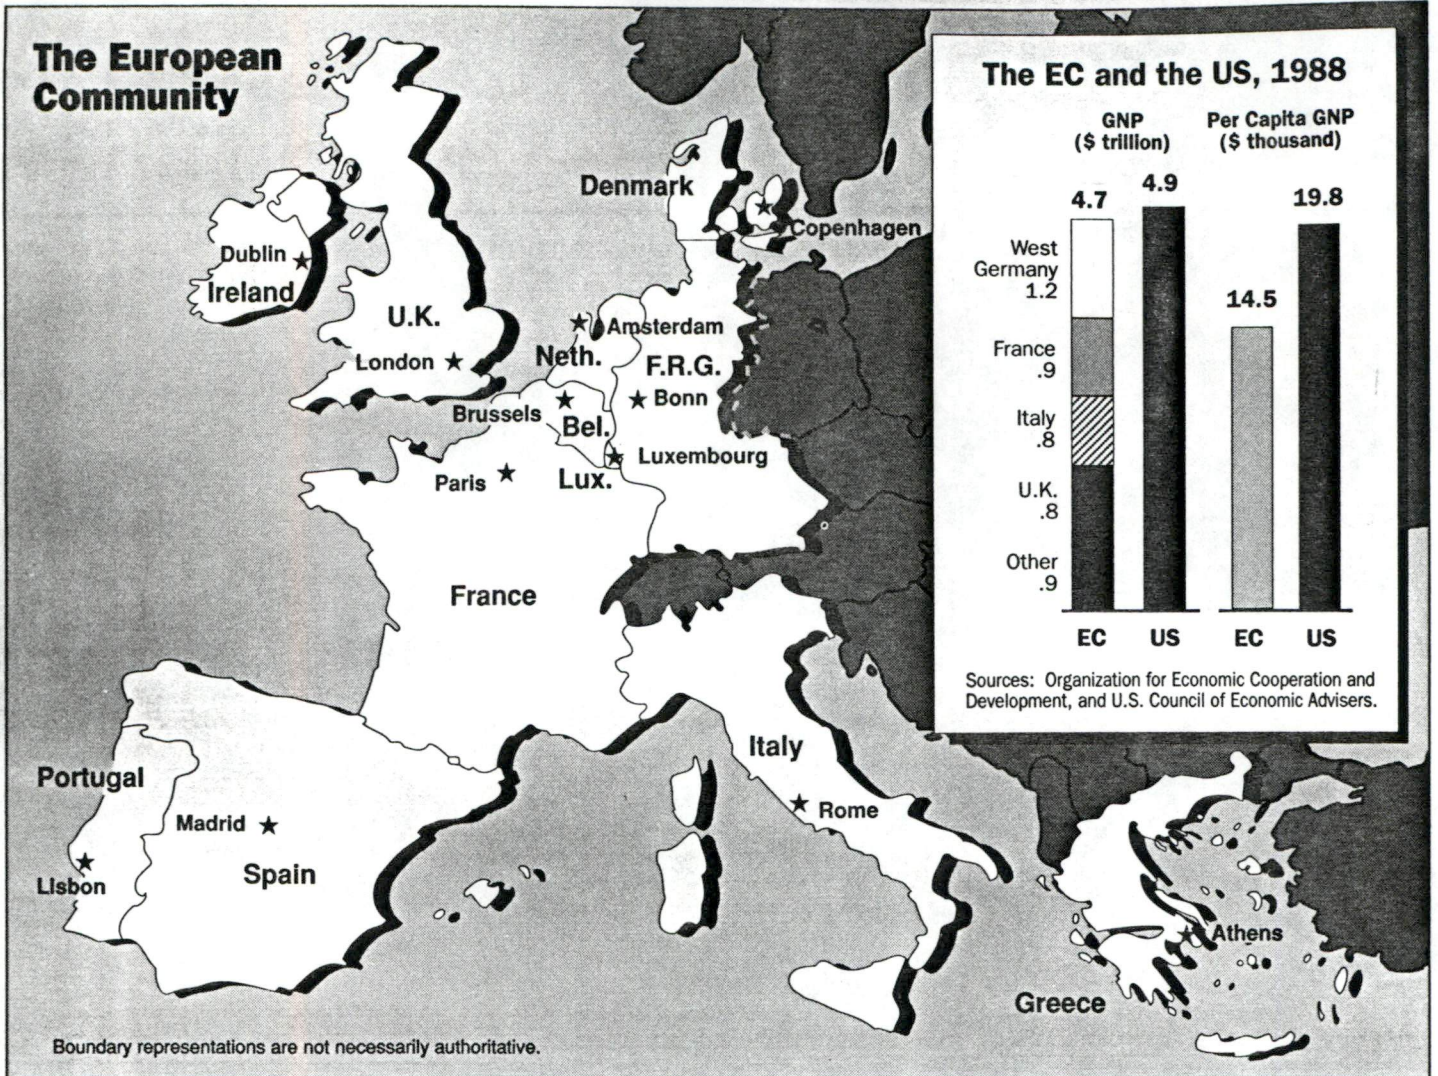 The European
Community
Denmark
Copenhagen
Dublin
Ireland
U.K.
London
Amsterdam
Neth.
F.R.G.
Bonn
Brussels
Bel.
Luxembourg
Lux.
Paris
France
Italy
Rome
Portugal
Madrid
Lisbon
Spain
Athens
Greece
Boundary representations are not necessarily authoritative.
The EC and the US, 1988
GNP
($ trillion)
Per Capita GNP
($ thousand)
4.7
4.9
19.8
14.5
West
Germany
1.2
France
.9
Italy
.8
U.K.
.8
Other
.9
EC
US
EC
US
Sources: Organization for Economic Cooperation and
Development, and U.S. Council of Economic Advisers.